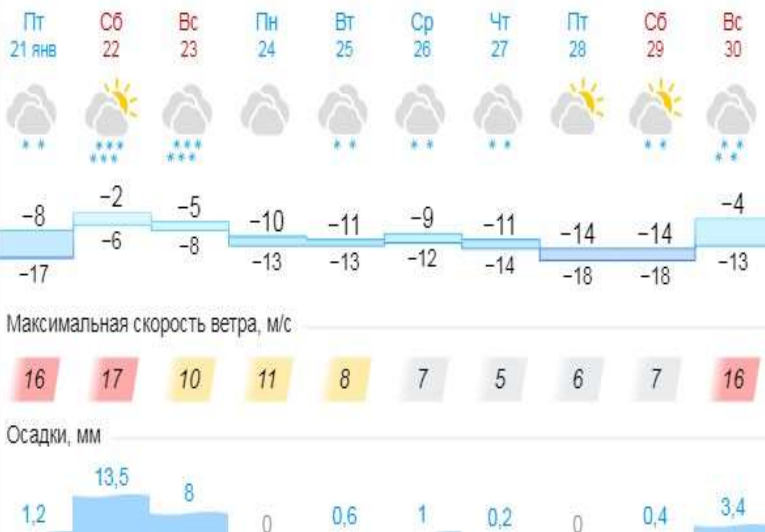 Пт Сб Вс Пн Вт Ср Чт Пт Сб Вс
21 янв 22 23 24 25 26 27 28 29 30
−8 −2 −5 −10 −11 −9 −11 −14 −14 −4
−17 −6 −8 −13 −13 −12 −14 −18 −18 −13
Максимальная скорость ветра, м/с
16 17 10 11 8 7 5 6 7 16
Осадки, мм
1,2 13,5 8 0 0,6 1 0,2 0 0,4 3,4